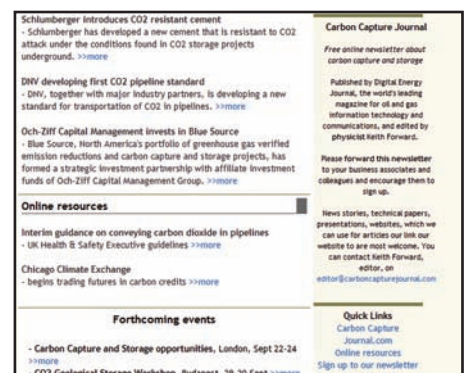 Schlumberger introduces CO2 resistant cement
- Schlumberger has developed a new cement that is resistant to CO2
attack under the conditions found in CO2 storage projects
underground. >>more
DNV developing first CO2 pipeline standard
- DNV, together with major industry partners, is developing a new
standard for transportation of CO2 in pipelines. >>more
Och-Ziff Capital Management invests in Blue Source
- Blue Source, North America's portfolio of greenhouse gas verified
emission reductions and carbon capture and storage projects, has
formed a strategic investment partnership with affiliate investment
funds of Och-Ziff Capital Management Group. >>more
Online resources
Interim guidance on conveying carbon dioxide in pipelines
- UK Health & Safety Executive guidelines >>more
Chicago Climate Exchange
- begins trading futures in carbon credits >>more
Forthcoming events
- Carbon Capture and Storage opportunities, London, Sept 22-24
>>more
- CO2 Geological Storage Workshop, Budapest, 29-30 Sept >>more
Carbon Capture Journal
Free online newsletter about
carbon capture and storage
Published by Digital Energy
Journal, the world's leading
magazine for oil and gas
information technology and
communications, and edited by
physicist Keith Forward.
Please forward this newsletter
to your business associates and
colleagues and encourage them to
sign up.
News stories, technical papers,
presentations, websites, which we
can use for articles our link our
website to are most welcome. You
can contact Keith Forward,
editor, on
editor@carboncapturejournal.com
Quick Links
Carbon Capture
Journal.com
Online resources
Sign up to our newsletter